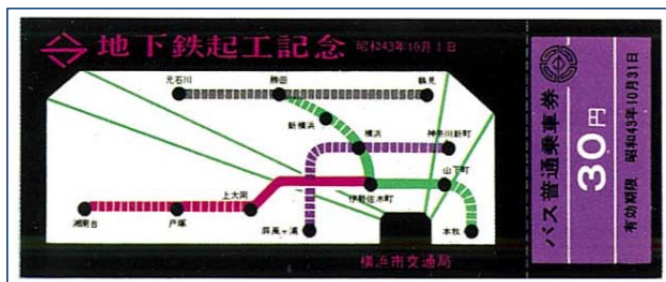 地下鉄起工記念 昭和43年10月1日
元石川
勝田
鶴見
新横浜
横浜
神奈川新町
上大岡
伊勢佐木町
山下町
湘南台
戸塚
屏風ヶ浦
本牧
横浜市交通局
バス普通乗車券
30円
有効期限 昭和43年10月31日